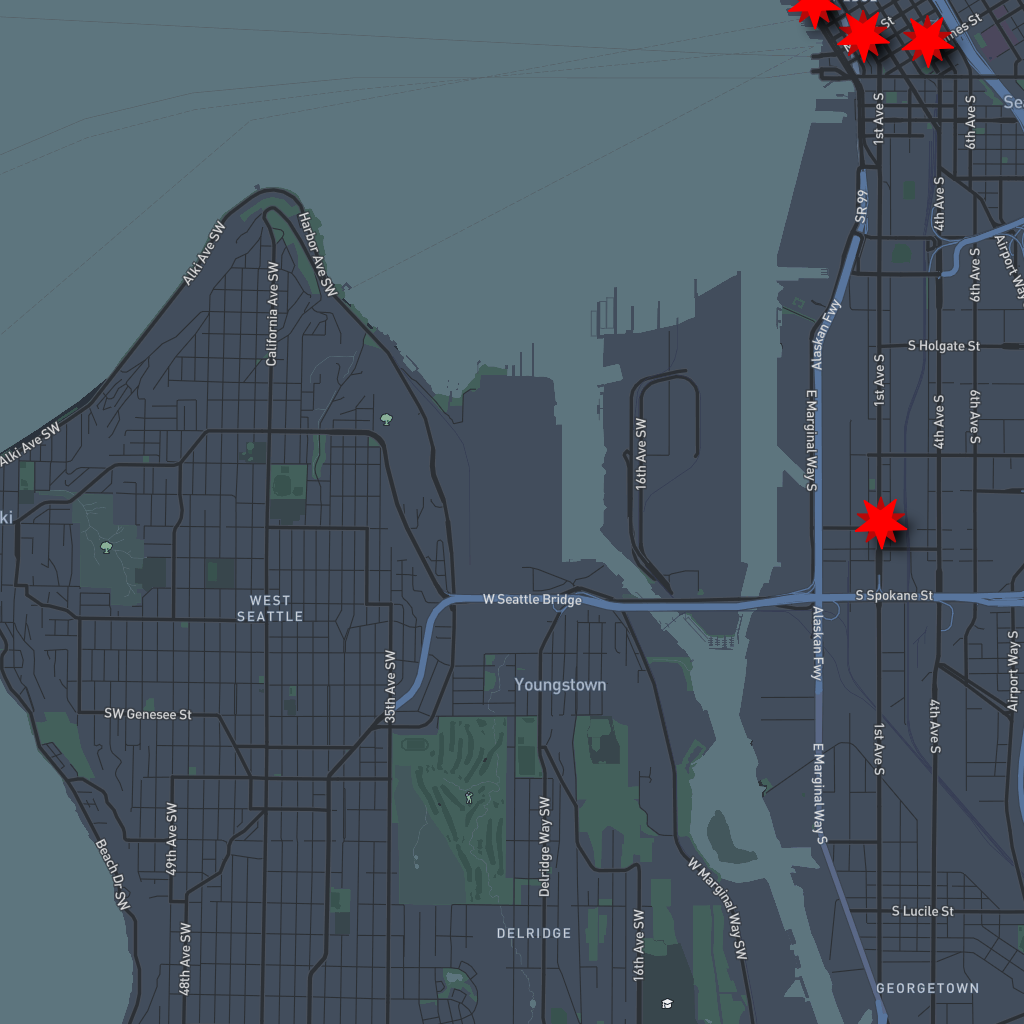 1st Ave S
6th Ave S
4th Ave S
SR 99
Alki Ave SW
Harbor Ave SW
California Ave SW
6th Ave S
Alaskan Fwy
S Holgate St
1st Ave S
E Marginal Way S
4th Ave S
6th Ave S
Alki Ave SW
16th Ave SW
WEST
SEATTLE
W Seattle Bridge
S Spokane St
Alaskan Fwy
35th Ave SW
Youngstown
Airport Way S
SW Genesee St
4th Ave S
1st Ave S
E Marginal Way S
49th Ave SW
Delridge Way SW
Beach Dr SW
W Marginal Way SW
S Lucile St
48th Ave SW
16th Ave SW
DELRIDGE
GEORGETOWN